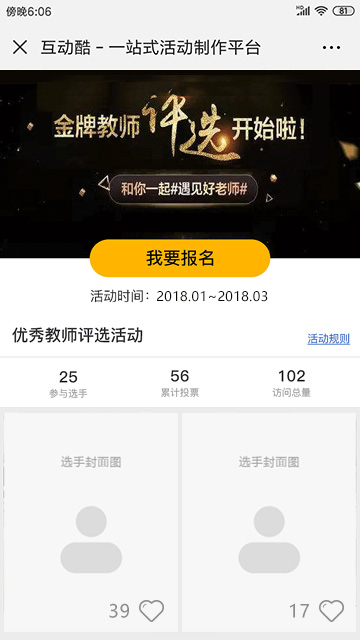 傍晚6:06
HD
81
互动酷 - 一站式活动制作平台
金牌教师评选开始啦！
和你一起#遇见好老师#
我要报名
活动时间：2018.01~2018.03
优秀教师评选活动
活动规则
25
56
102
参与选手
累计投票
访问总量
选手封面图
选手封面图
39
17